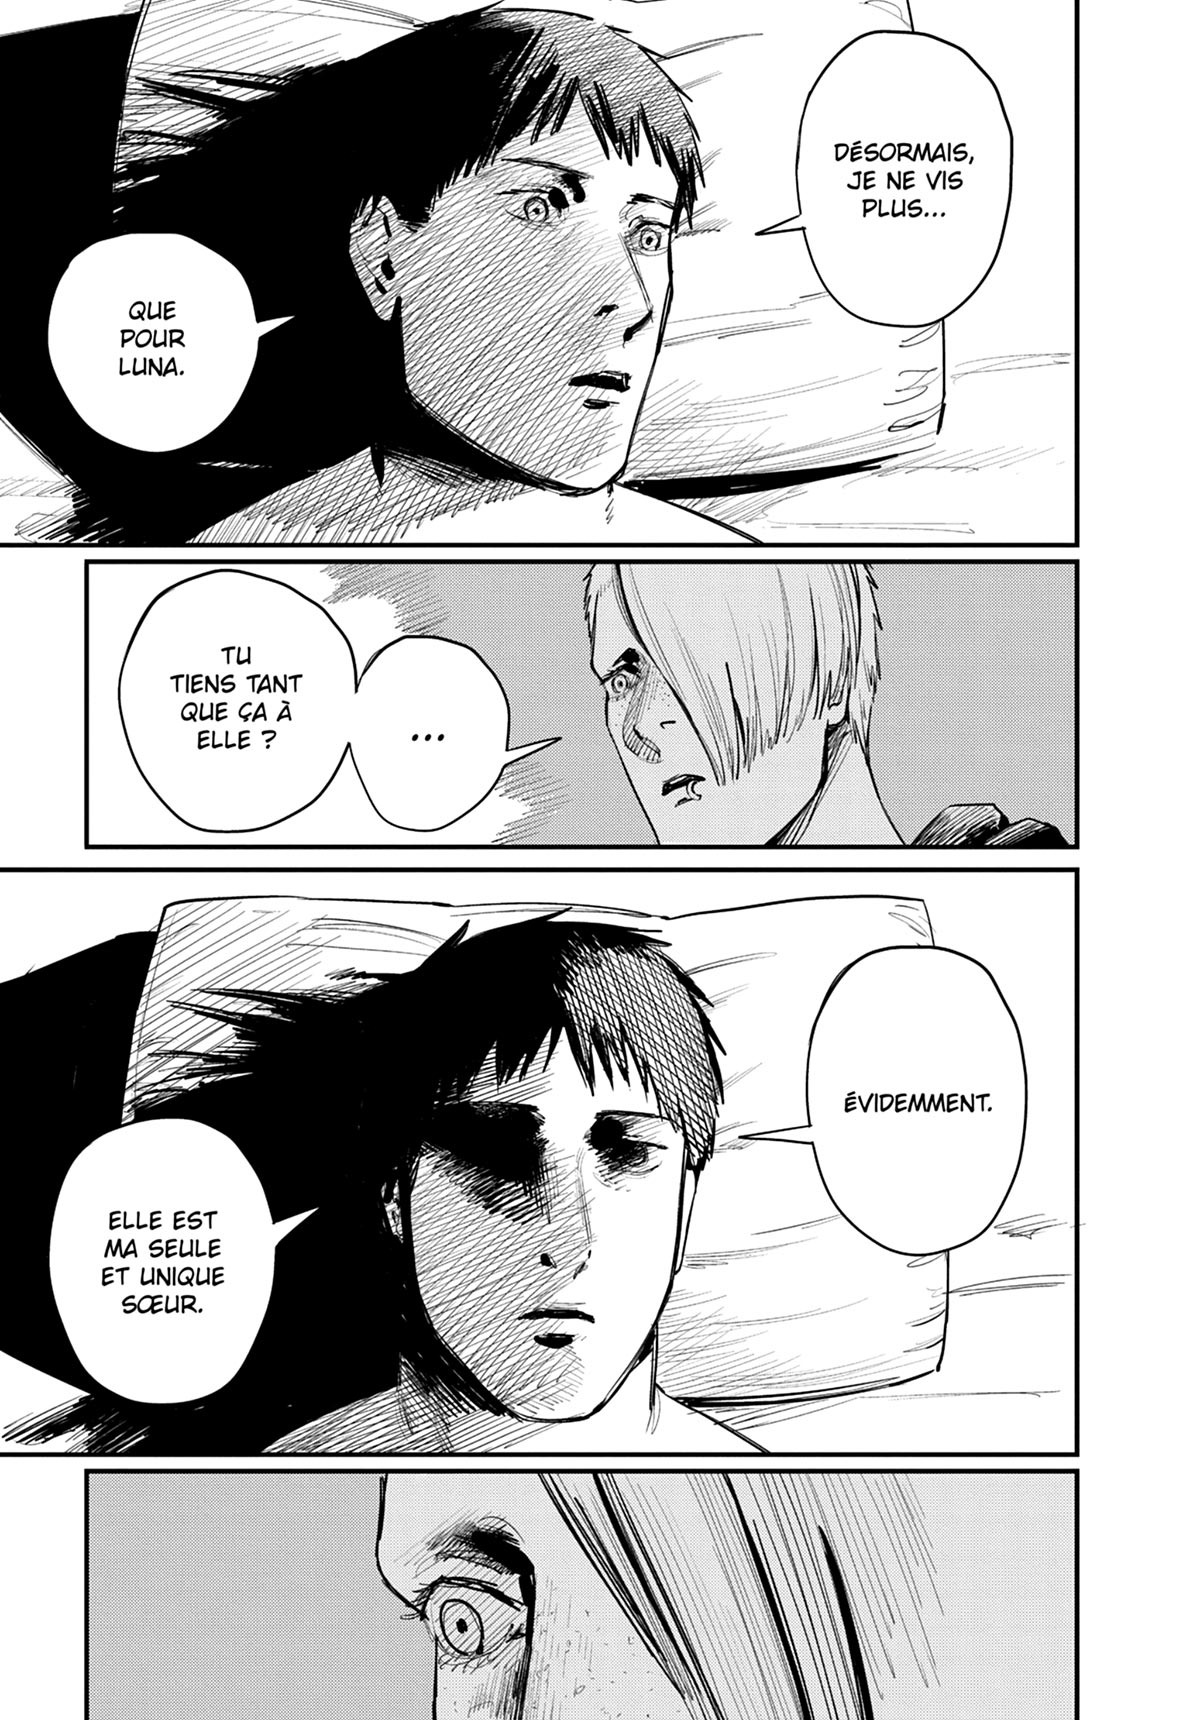 DÉSORMAIS,
JE NE VIS
PLUS...
QUE
POUR
LUNA.
...
TU
TIENS TANT
QUE ÇA À
ELLE ?
ÉVIDEMMENT.
ELLE EST
MA SEULE
ET UNIQUE
SŒUR.